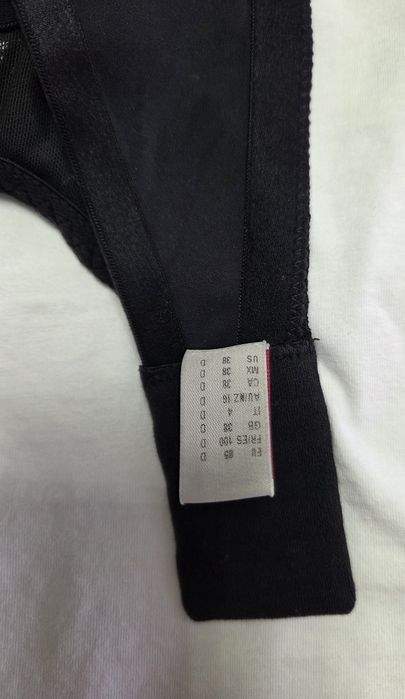 EU 85 D
FR/ES 100 D
GB 38 D
IT 4 D
AU/NZ 16 D
CA 38 D
MX 38 D
US 38 D